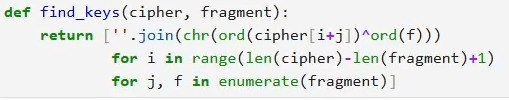 def find_keys(cipher, fragment):
    return [''.join(chr(ord(cipher[i+j])^ord(f)))
            for i in range(len(cipher)-len(fragment)+1)
            for j, f in enumerate(fragment)]